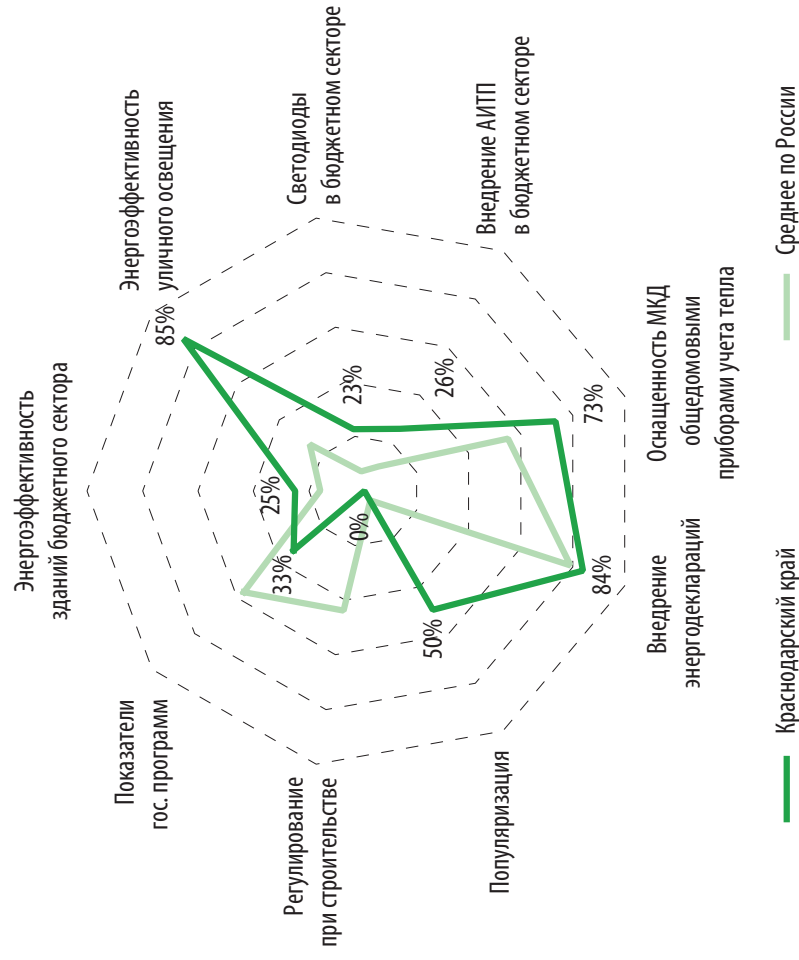 Энергоэффективность
зданий бюджетного сектора
Энергоэффективность
уличного освещения
Светодиоды
в бюджетном секторе
Внедрение АИТП
в бюджетном секторе
Оснащенность МКД
общедомовыми
приборами учета тепла
Внедрение
энергодеклараций
Популяризация
Регулирование
при строительстве
Показатели
гос. программ
25%
85%
23%
26%
73%
84%
50%
0%
33%
Краснодарский край
Среднее по России